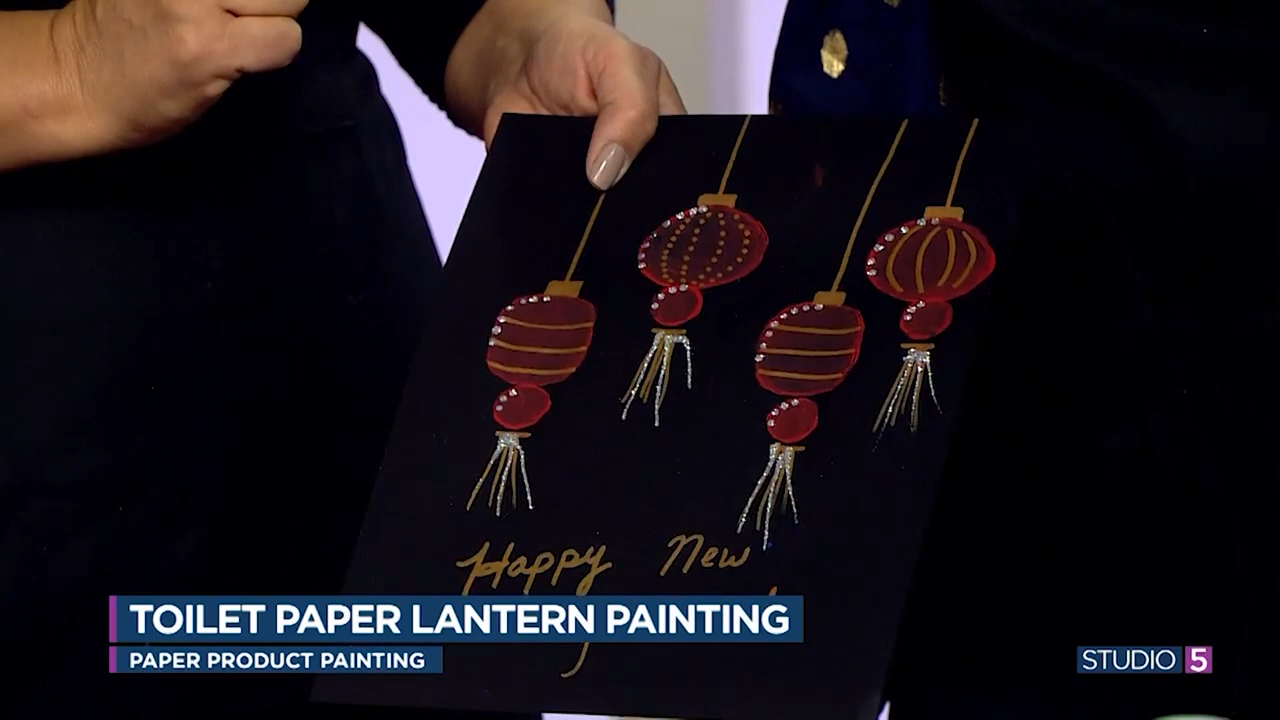 Happy New
TOILET PAPER LANTERN PAINTING
PAPER PRODUCT PAINTING
STUDIO 5